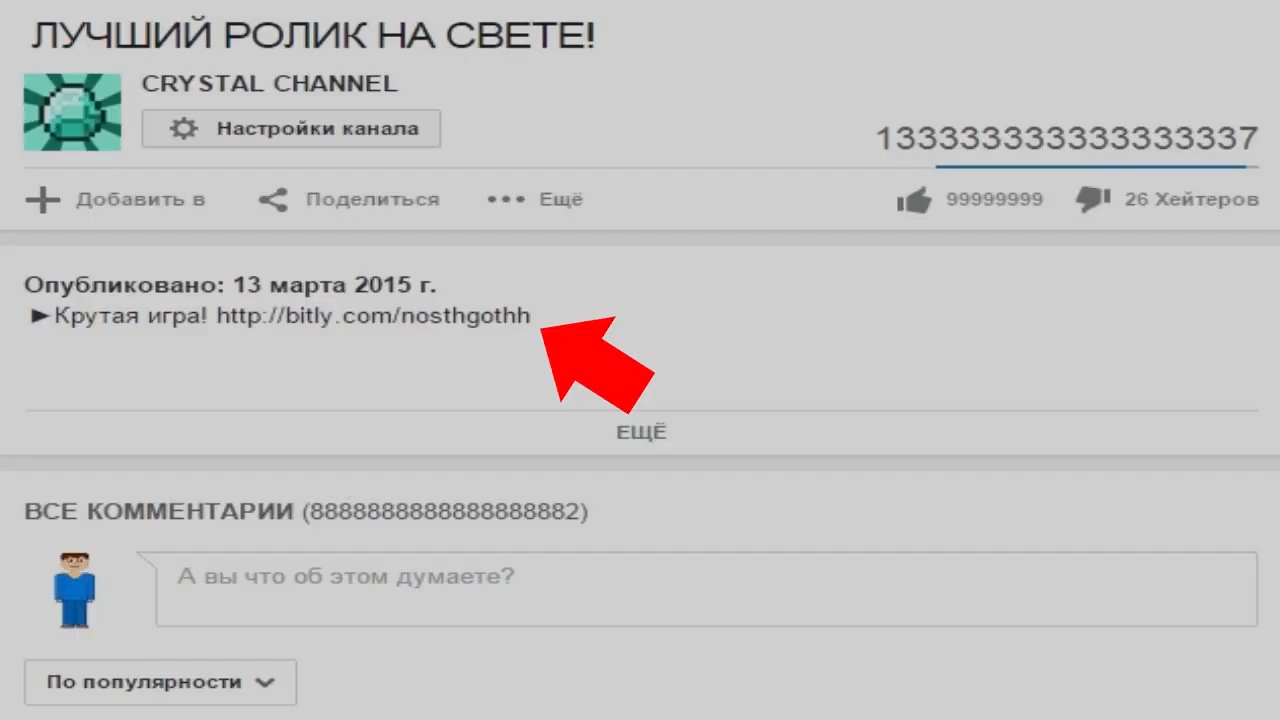 ЛУЧШИЙ РОЛИК НА СВЕТЕ!
CRYSTAL CHANNEL
Настройки канала
133333333333333337
Добавить в
Поделиться
Ещё
99999999
26 Хейтеров
Опубликовано: 13 марта 2015 г.
►Крутая игра! http://bitly.com/nosthgothh
ЕЩЁ
ВСЕ КОММЕНТАРИИ (8888888888888888882)
А вы что об этом думаете?
По популярности